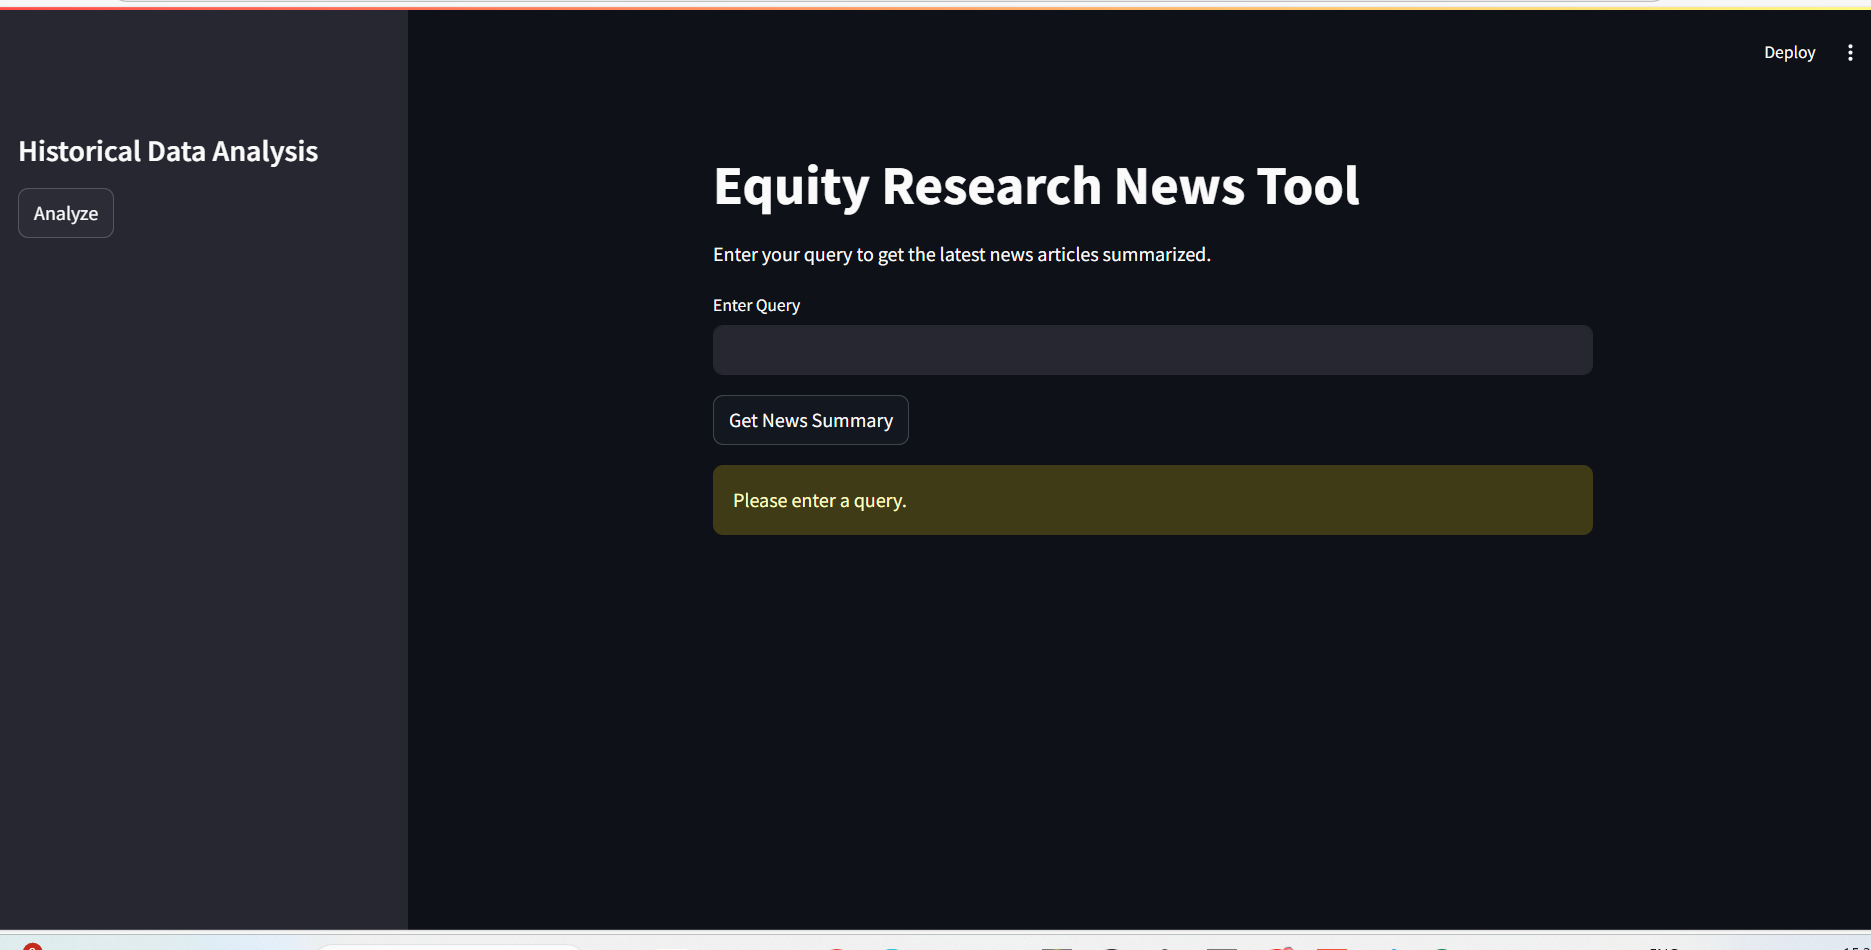 Deploy
Historical Data Analysis
Analyze
Equity Research News Tool
Enter your query to get the latest news articles summarized.
Enter Query
Get News Summary
Please enter a query.